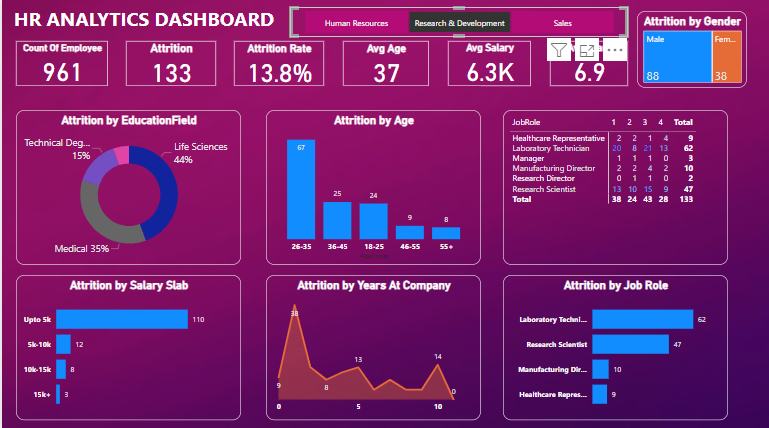 HR ANALYTICS DASHBOARD
Human Resources Research & Development Sales
Attrition by Gender
Male Fem...
88 38
Count Of Employee
961
Attrition
133
Attrition Rate
13.8%
Avg Age
37
Avg Salary
6.3K
6.9
Attrition by EducationField
Technical Deg...
15%
Life Sciences
44%
Medical 35%
Attrition by Age
67
25
24
9
8
26-35 36-45 18-25 46-55 55+
JobRole 1 2 3 4 Total
Healthcare Representative 2 2 1 4 9
Laboratory Technician 20 8 21 13 62
Manager 1 1 1 0 3
Manufacturing Director 2 2 4 2 10
Research Director 0 1 1 0 2
Research Scientist 13 10 15 9 47
Total 38 24 43 28 133
Attrition by Salary Slab
Upto 5k 110
5k-10k 12
10k-15k 8
15k+ 3
Attrition by Years At Company
38
9
8
13
14
0
0 5 10
Attrition by Job Role
Laboratory Techni... 62
Research Scientist 47
Manufacturing Dir... 10
Healthcare Repres... 9